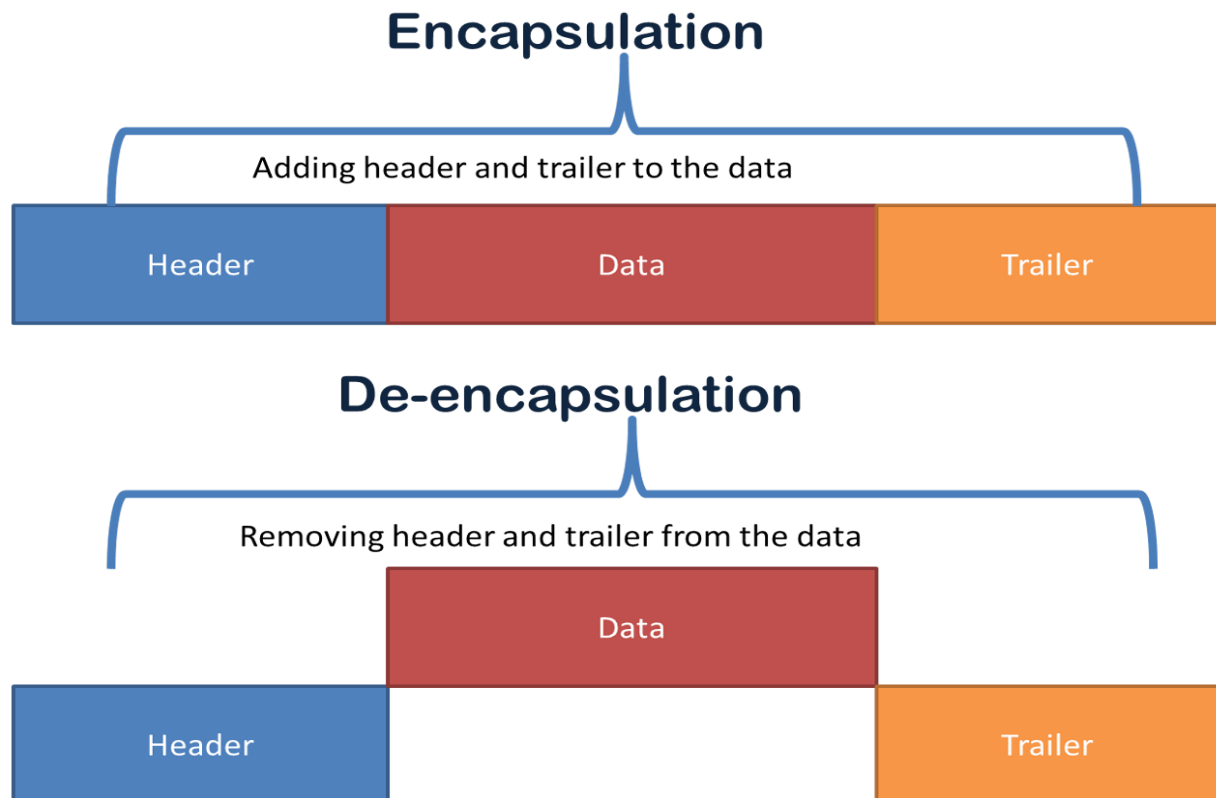 Encapsulation
Adding header and trailer to the data
Header Data Trailer
De-encapsulation
Removing header and trailer from the data
Data
Header Trailer